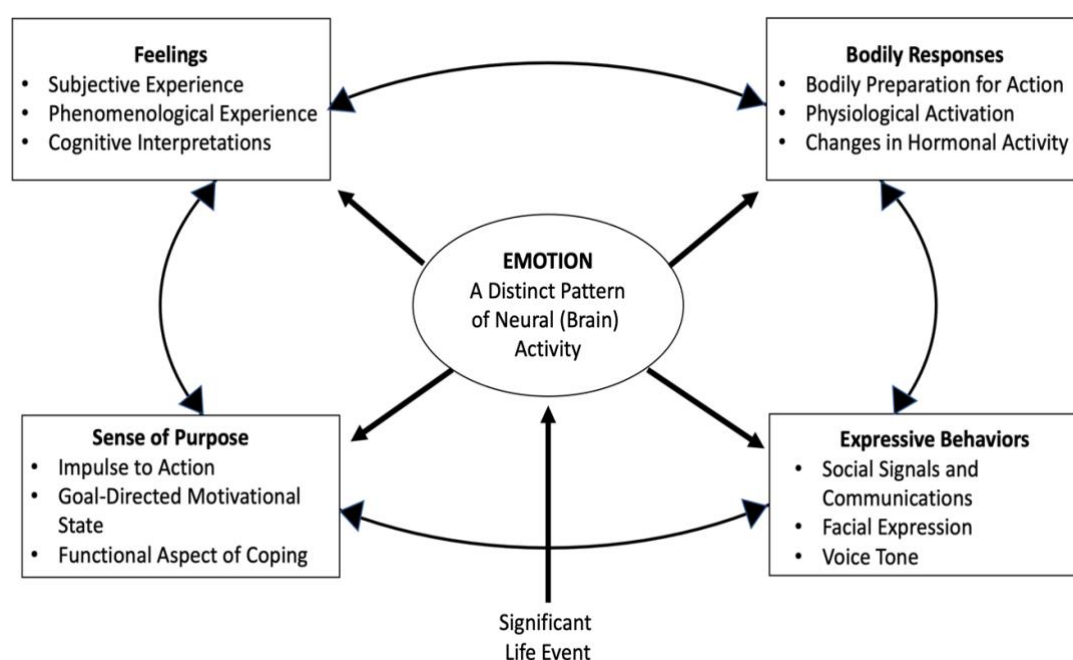 Feelings
• Subjective Experience
• Phenomenological Experience
• Cognitive Interpretations
Bodily Responses
• Bodily Preparation for Action
• Physiological Activation
• Changes in Hormonal Activity
EMOTION
A Distinct Pattern
of Neural (Brain)
Activity
Sense of Purpose
• Impulse to Action
• Goal-Directed Motivational
State
• Functional Aspect of Coping
Expressive Behaviors
• Social Signals and
Communications
• Facial Expression
• Voice Tone
Significant
Life Event